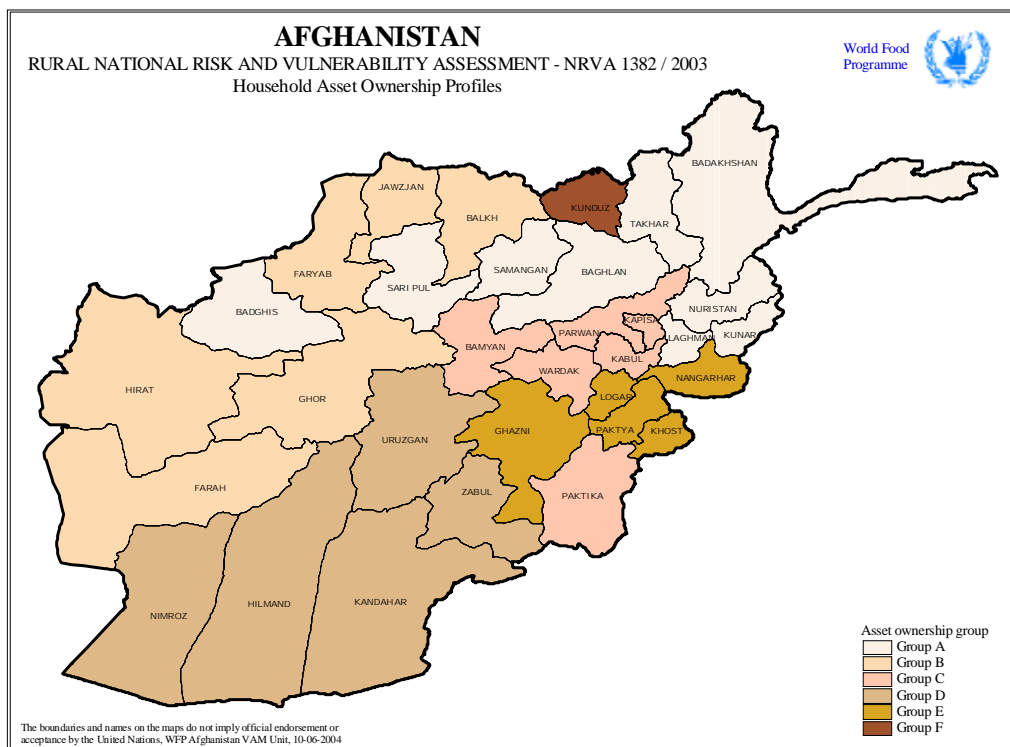 AFGHANISTAN
RURAL NATIONAL RISK AND VULNERABILITY ASSESSMENT - NRVA 1382 / 2003
Household Asset Ownership Profiles
World Food
Programme
BADAKHSHAN
JAWZJAN
KUNDUZ
BALKH
TAKHAR
FARYAB
SAMANGAN
BAGHLAN
SARI PUL
BADGHIS
NURISTAN
KAPISA
PARWAN
KUNAR
LAGHMAN
BAMYAN
KABUL
WARDAK
NANGARHAR
HIRAT
GHOR
LOGAR
GHAZNI
PAKTYA
KHOST
URUZGAN
FARAH
ZABUL
PAKTIKA
KANDAHAR
HILMAND
NIMROZ
Asset ownership group
Group A
Group B
Group C
Group D
Group E
Group F
The boundaries and names on the maps do not imply official endorsement or
acceptance by the United Nations, WFP Afghanistan VAM Unit, 10-06-2004